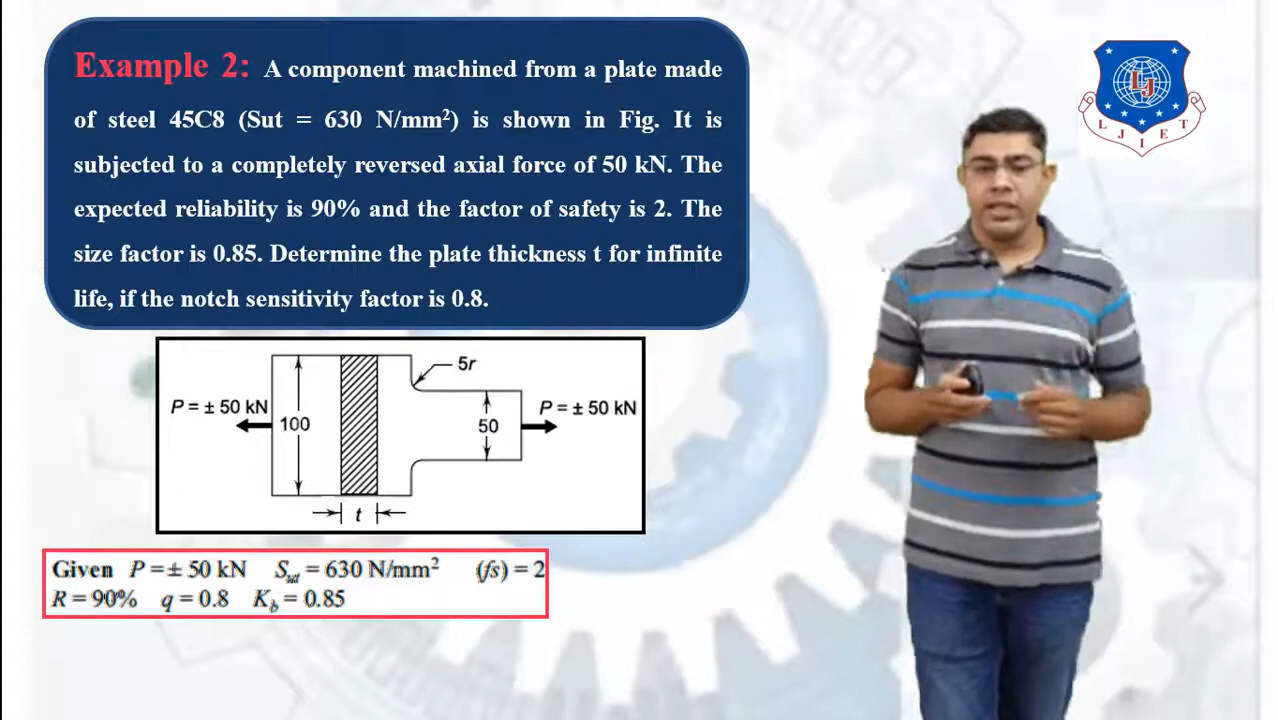 Example 2: A component machined from a plate made
of steel 45C8 (Sut = 630 N/mm²) is shown in Fig. It is
subjected to a completely reversed axial force of 50 kN. The
expected reliability is 90% and the factor of safety is 2. The
size factor is 0.85. Determine the plate thickness t for infinite
life, if the notch sensitivity factor is 0.8.
LJ
L J I E T
5r
P = ± 50 kN
100
50
P = ± 50 kN
t
Given P = ± 50 kN Sut = 630 N/mm² (fs) = 2
R = 90% q = 0.8 Kb = 0.85